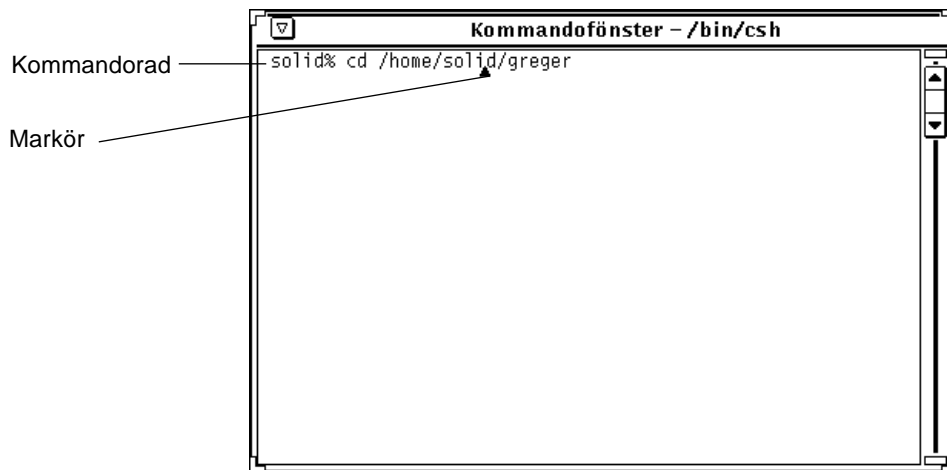 Kommandofönster – /bin/csh
Kommandorad
solid% cd /home/solid/greger
Markör